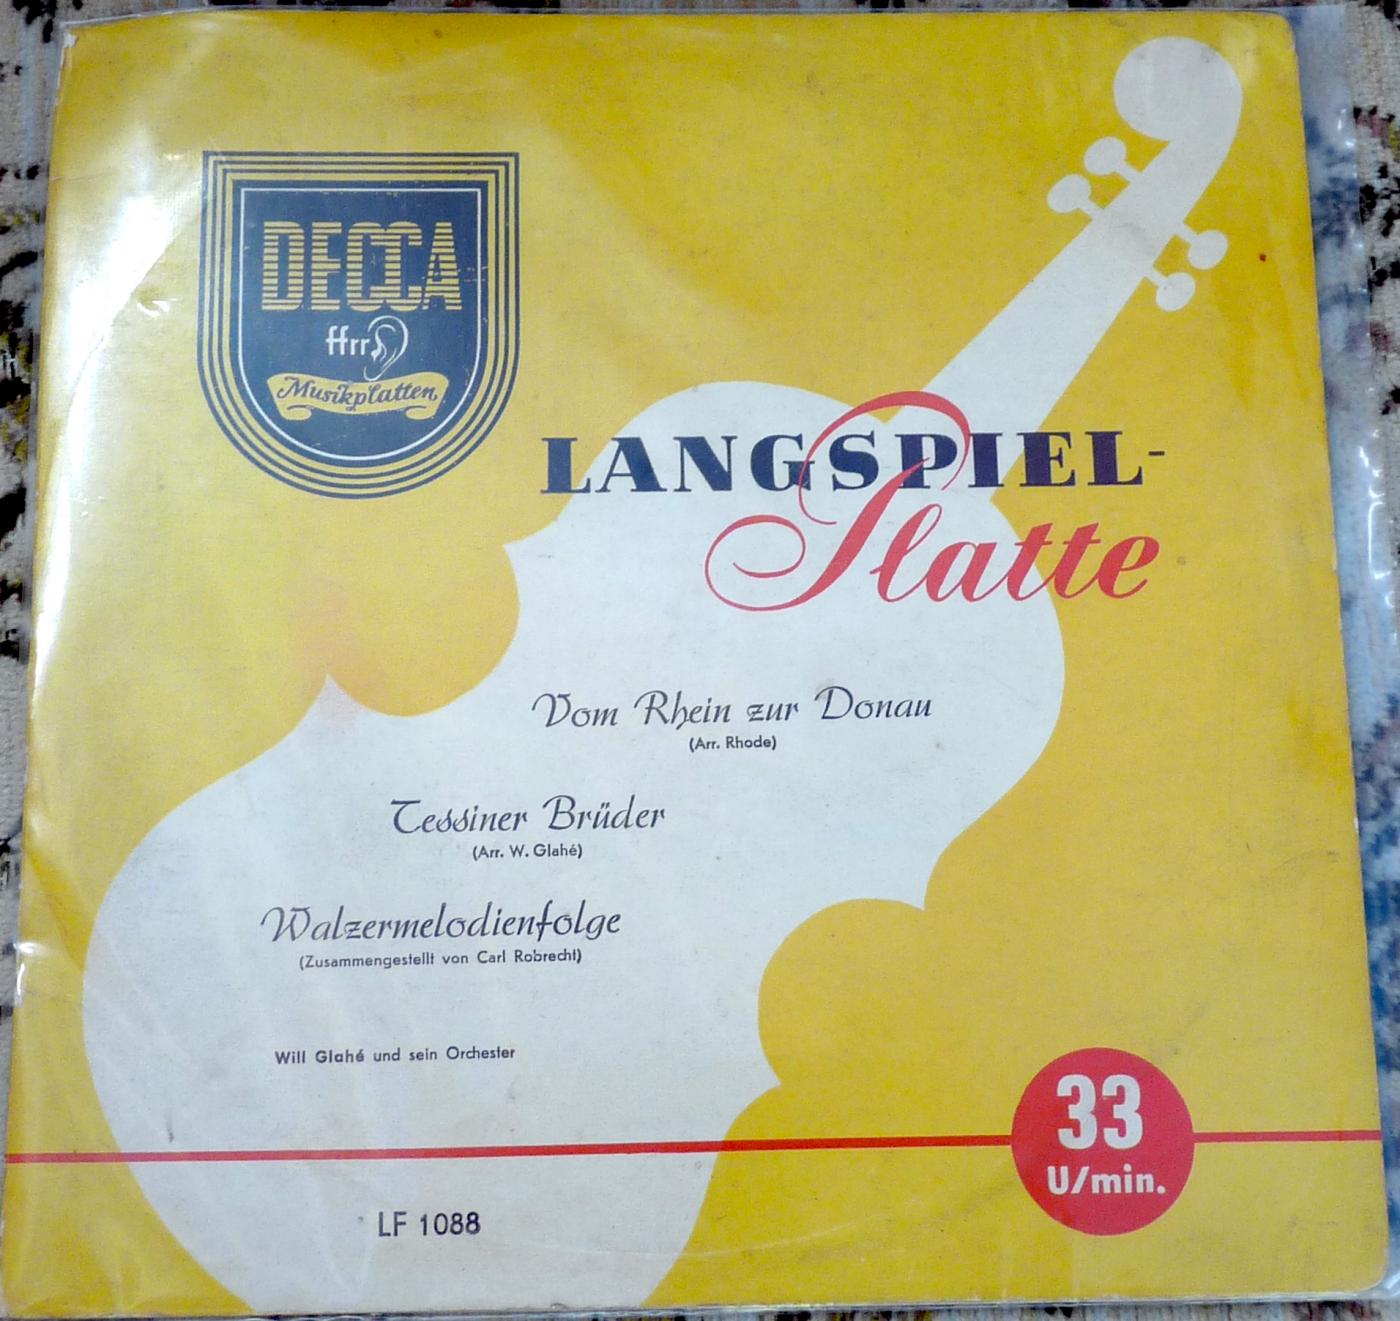 DECCA
ffrr
Musikplatten
LANGSPIEL-
Platte
Vom Rhein zur Donau
(Arr. Rhode)
Tessiner Brüder
(Arr. W. Glahé)
Walzermelodienfolge
(Zusammengestellt von Carl Robrecht)
Will Glahé und sein Orchester
33
U/min.
LF 1088